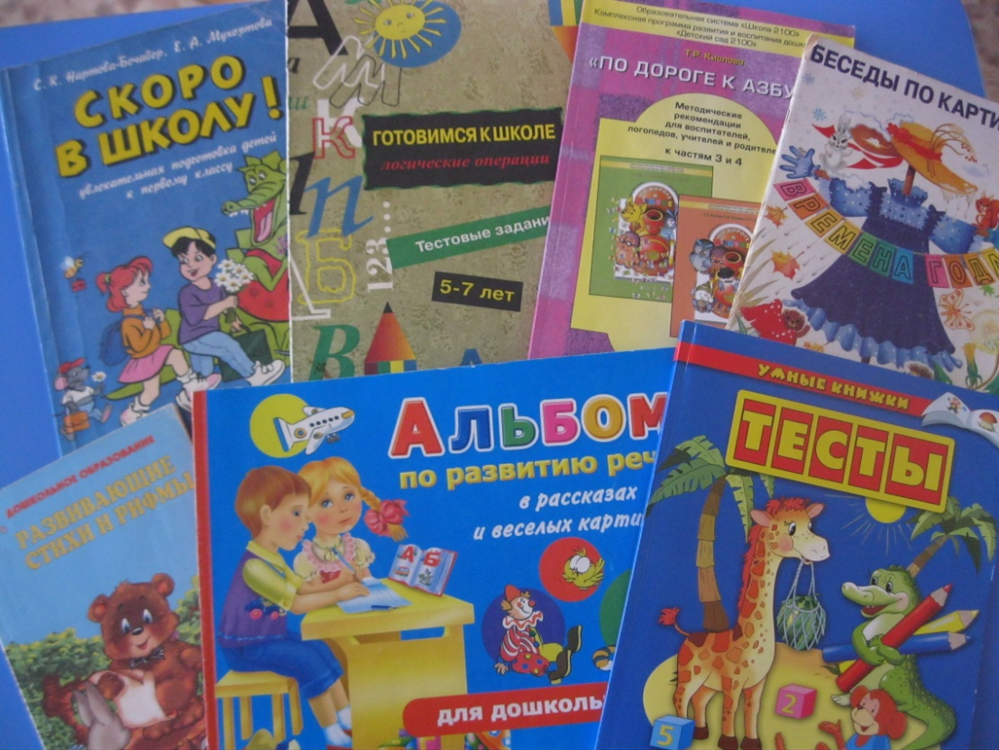 С. К. Нартова-Бочавер, Е. А. Мухортова
СКОРО
В ШКОЛУ!
увлекательная подготовка детей
к первому классу
ГОТОВИМСЯ К ШКОЛЕ
логические операции
Тестовые задани
5-7 лет
123...
Образовательная система «Школа 2100»
Комплексная программа развития и воспитания дошк
«Детский сад 2100»
Т.Р. Кислова
«ПО ДОРОГЕ К АЗБУ
Методические
рекомендации
для воспитателей,
логопедов, учителей и родителе
к частям 3 и 4
БЕСЕДЫ ПО КАРТИ
ВРЕМЕНА ГОДА
ДОШКОЛЬНОЕ ОБРАЗОВАНИЕ
РАЗВИВАЮЩИЕ
СТИХИ И РИФМЫ
АЛЬБОМ
по развитию реч
в рассказах
и веселых карти
А Б
для дошколь
УМНЫЕ КНИЖКИ
ТЕСТЫ
2
5